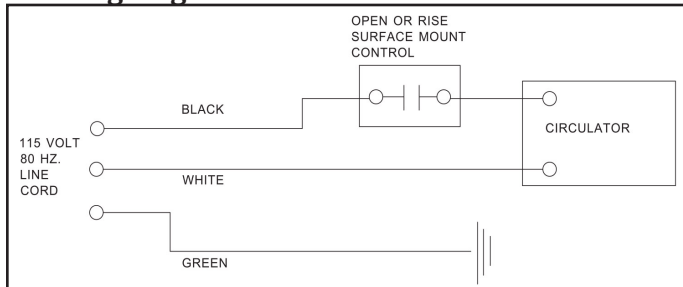 OPEN OR RISE
SURFACE MOUNT
CONTROL
BLACK
CIRCULATOR
115 VOLT
80 HZ.
LINE
CORD
WHITE
GREEN